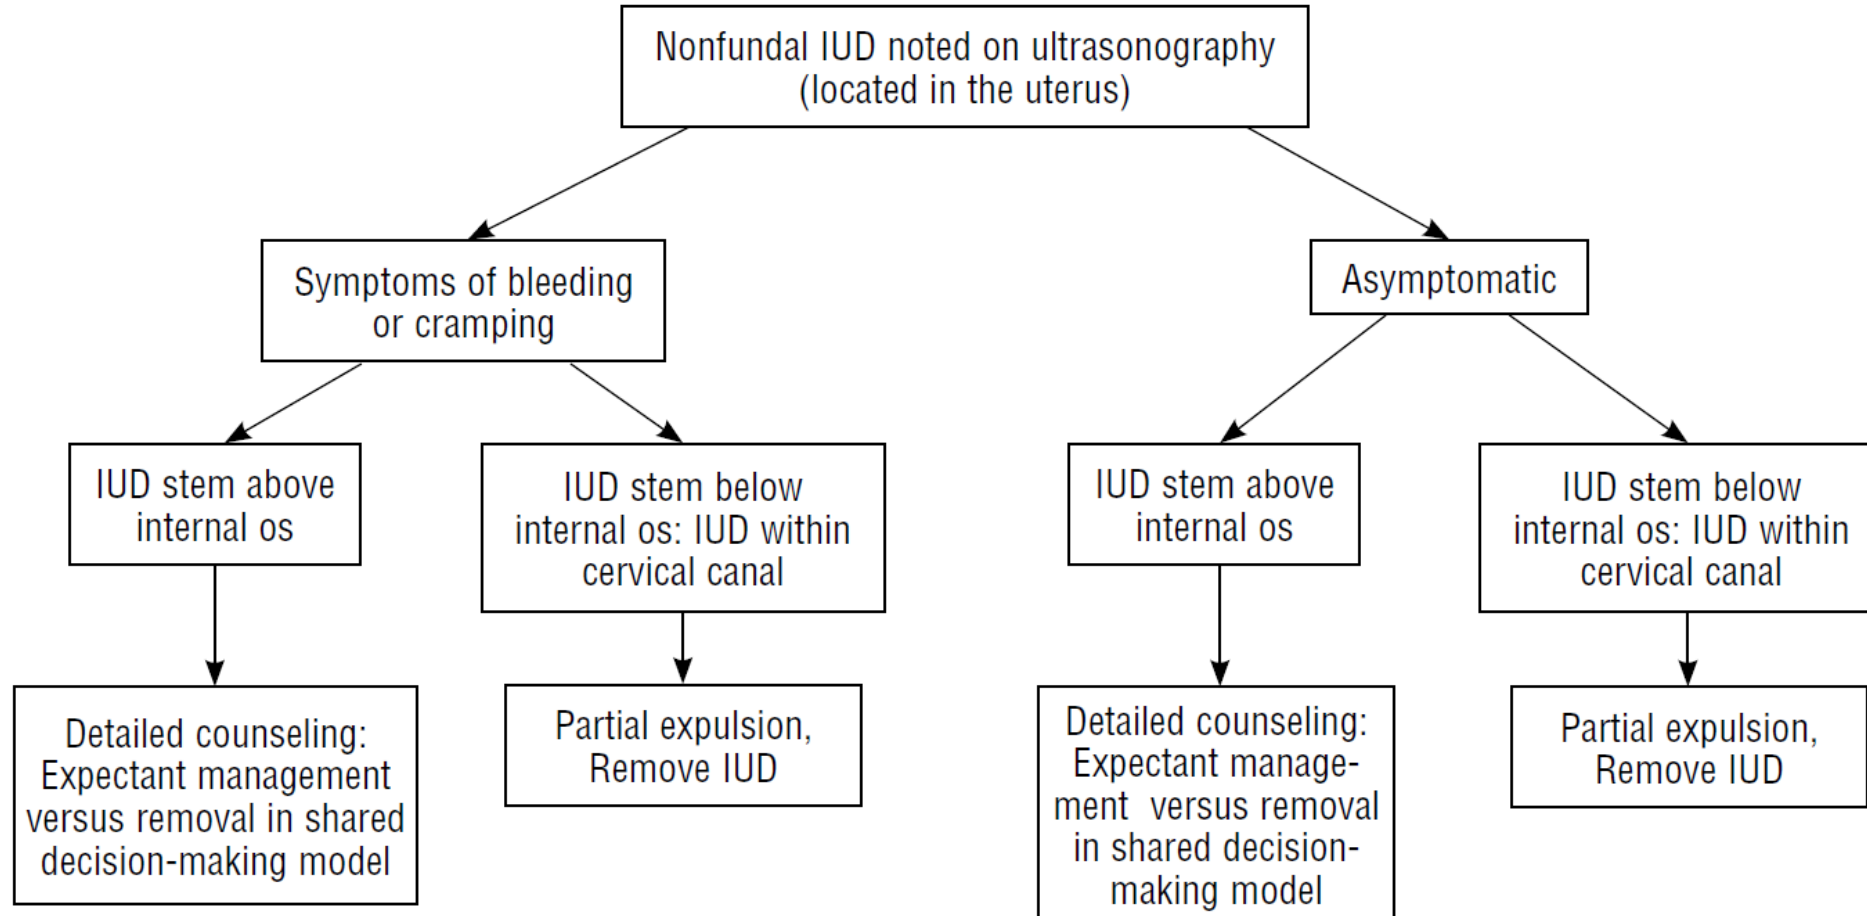 Nonfundal IUD noted on ultrasonography
(located in the uterus)
Symptoms of bleeding
or cramping
Asymptomatic
IUD stem above
internal os
IUD stem below
internal os: IUD within
cervical canal
IUD stem above
internal os
IUD stem below
internal os: IUD within
cervical canal
Detailed counseling:
Expectant management
versus removal in shared
decision-making model
Partial expulsion,
Remove IUD
Detailed counseling:
Expectant manage-
ment versus removal
in shared decision-
making model
Partial expulsion,
Remove IUD